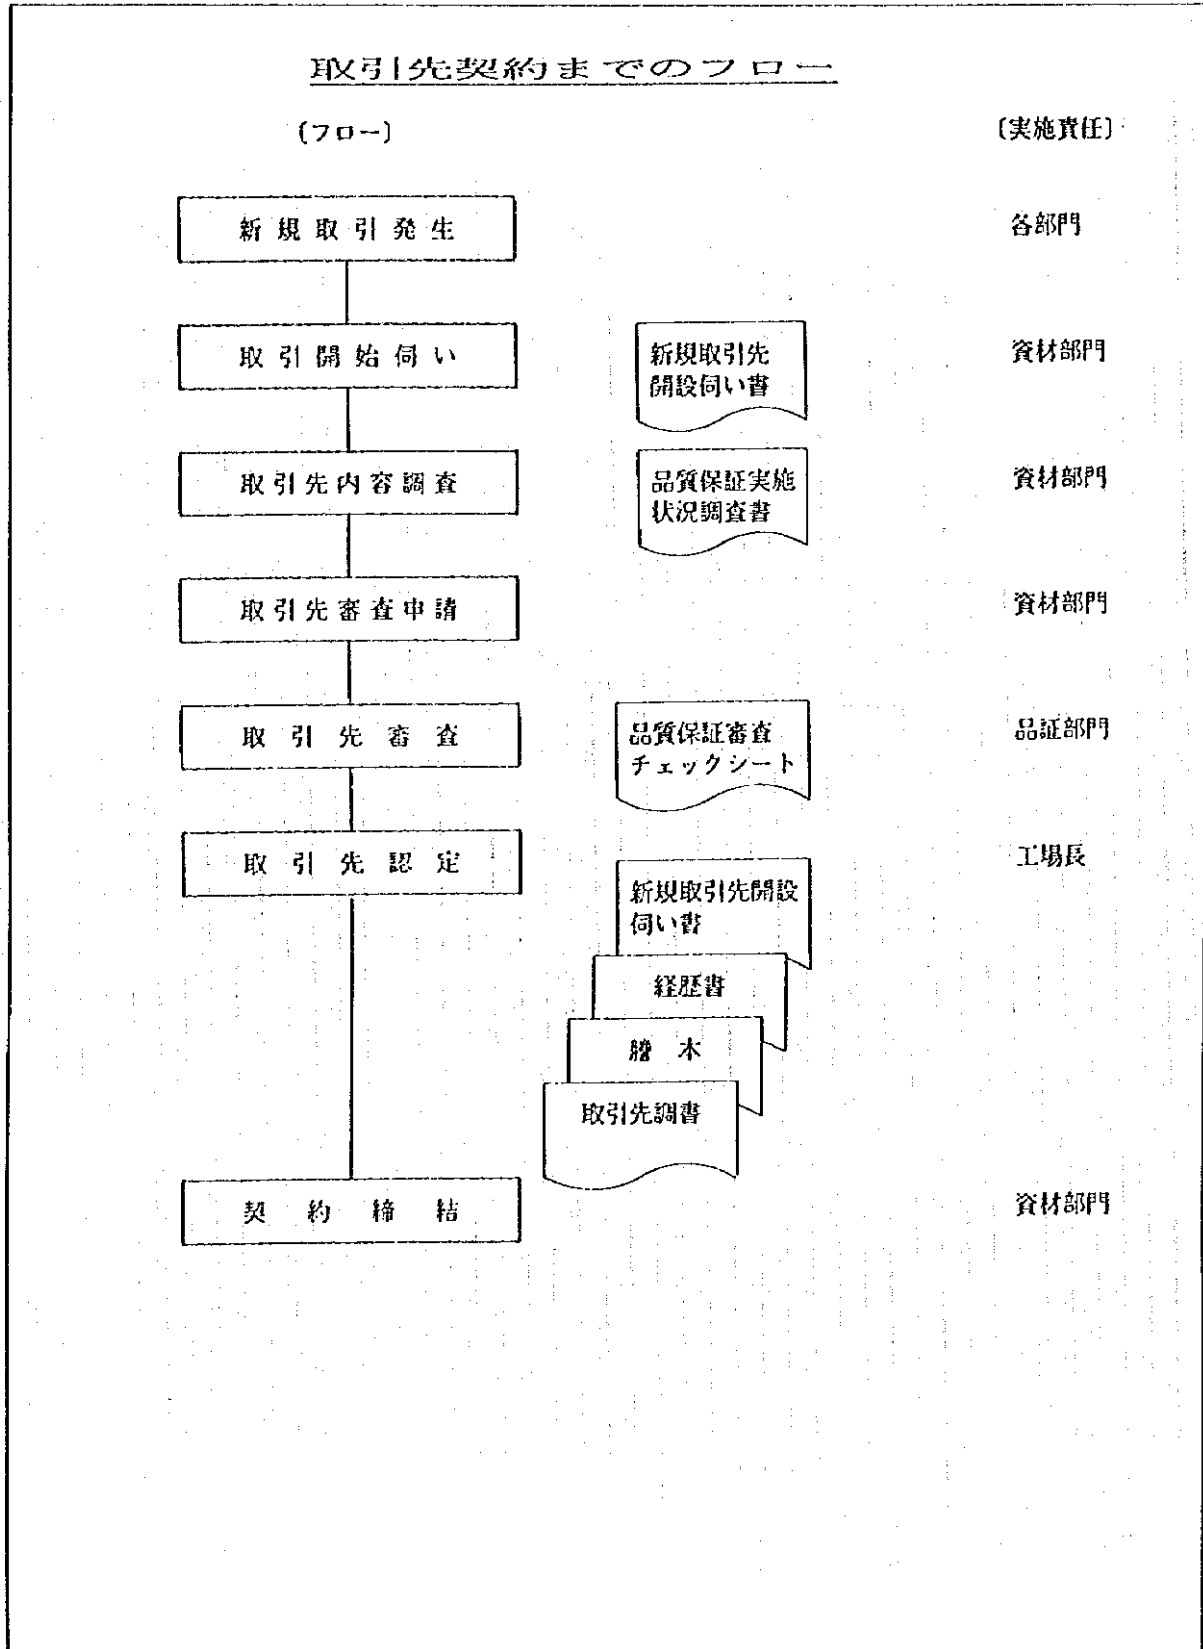 取引先契約までのフロー
(フロー)
〔実施責任〕
新規取引発生
各部門
取引開始伺い
新規取引先
開設伺い書
資材部門
取引先内容調査
品質保証実施
状況調査書
資材部門
取引先審査申請
資材部門
取引先審査
品質保証審査
チェックシート
品証部門
取引先認定
工場長
新規取引先開設
伺い書
経歴書
謄本
取引先調書
契約締結
資材部門